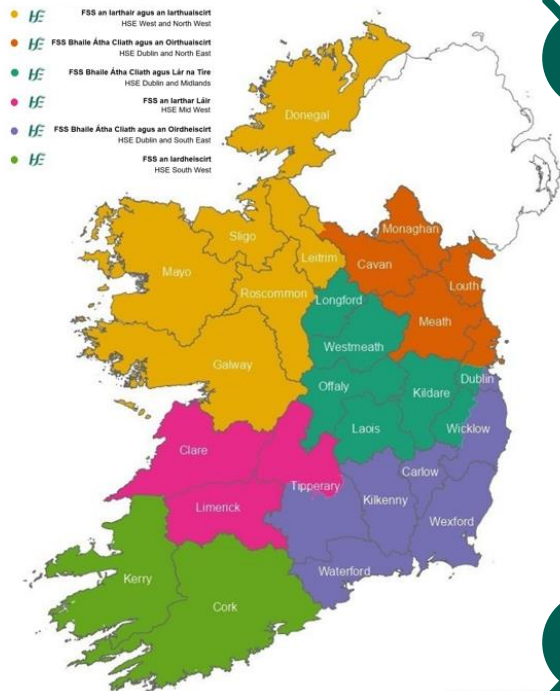 FSS an Iarthair agus an Iarthuaiscirt
HSE West and North West
FSS Bhaile Átha Cliath agus an Oirthuaiscirt
HSE Dublin and North East
FSS Bhaile Átha Cliath agus Lár na Tíre
HSE Dublin and Midlands
FSS an Iarthar Láir
HSE Mid West
FSS Bhaile Átha Cliath agus an Oirdheiscirt
HSE Dublin and South East
FSS an Iardheiscirt
HSE South West
Donegal
Monaghan
Sligo
Leitrim
Cavan
Mayo
Louth
Roscommon
Longford
Meath
Westmeath
Galway
Dublin
Offaly
Kildare
Laois
Wicklow
Clare
Carlow
Tipperary
Kilkenny
Limerick
Wexford
Waterford
Kerry
Cork